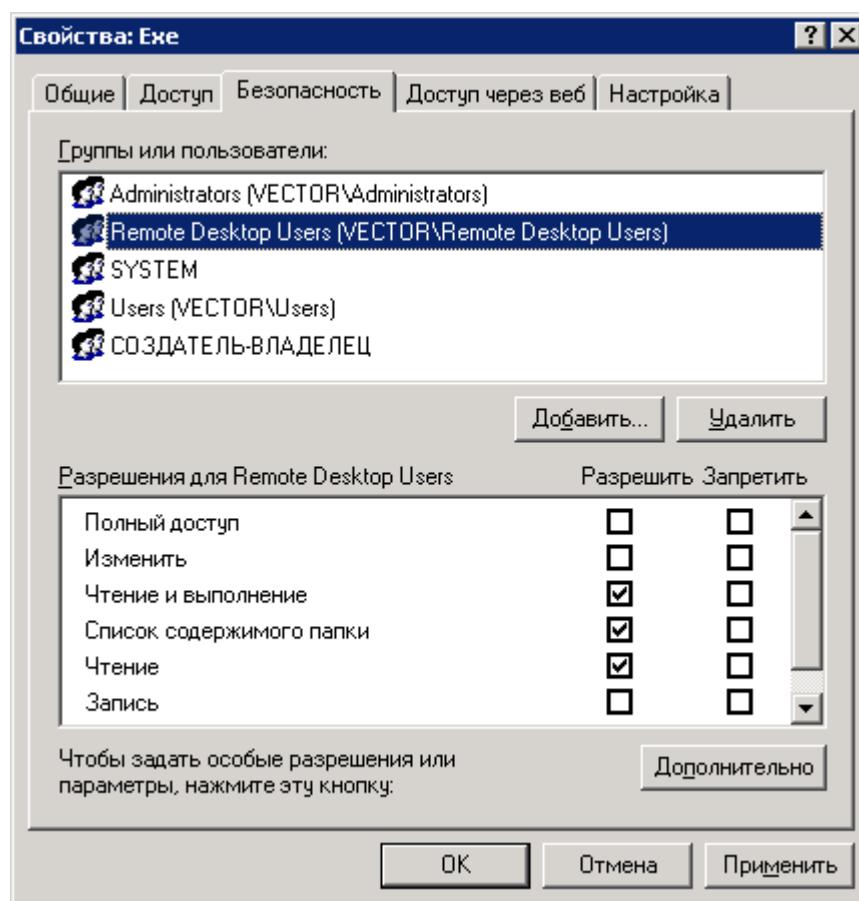 Свойства: Exe
Общие Доступ Безопасность Доступ через веб Настройка
Группы или пользователи:
Administrators (VECTOR\Administrators)
Remote Desktop Users (VECTOR\Remote Desktop Users)
SYSTEM
Users (VECTOR\Users)
СОЗДАТЕЛЬ-ВЛАДЕЛЕЦ
Добавить... Удалить
Разрешения для Remote Desktop Users Разрешить Запретить
Полный доступ
Изменить
Чтение и выполнение
Список содержимого папки
Чтение
Запись
Чтобы задать особые разрешения или
параметры, нажмите эту кнопку:
Дополнительно
OK Отмена Применить